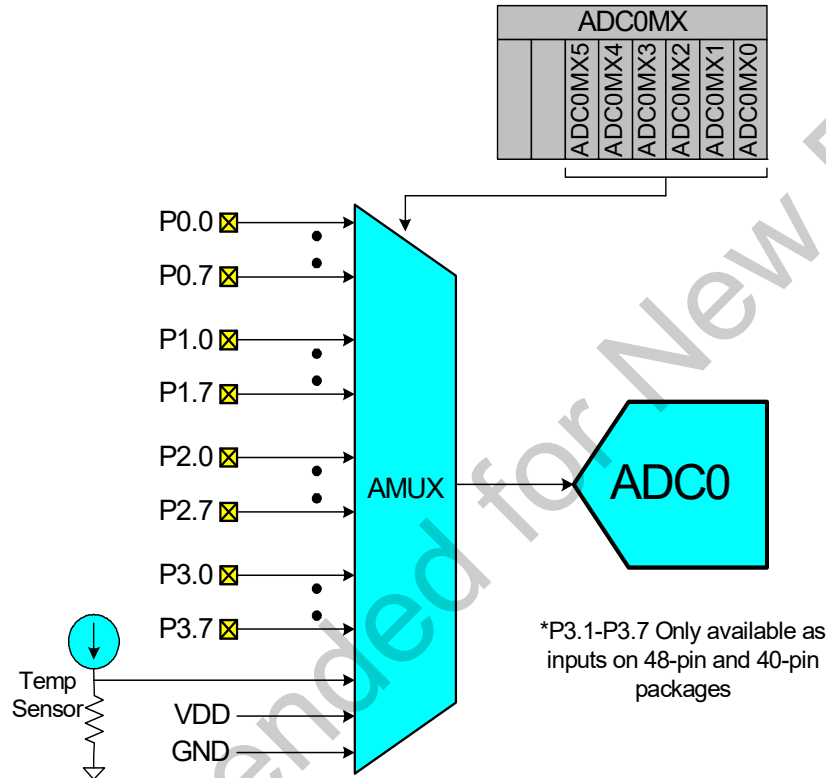 ADC0MX
ADC0MX5
ADC0MX4
ADC0MX3
ADC0MX2
ADC0MX1
ADC0MX0
P0.0
P0.7
P1.0
P1.7
P2.0
P2.7
P3.0
P3.7
AMUX
ADC0
Temp
Sensor
VDD
GND
*P3.1-P3.7 Only available as
inputs on 48-pin and 40-pin
packages
ended for New